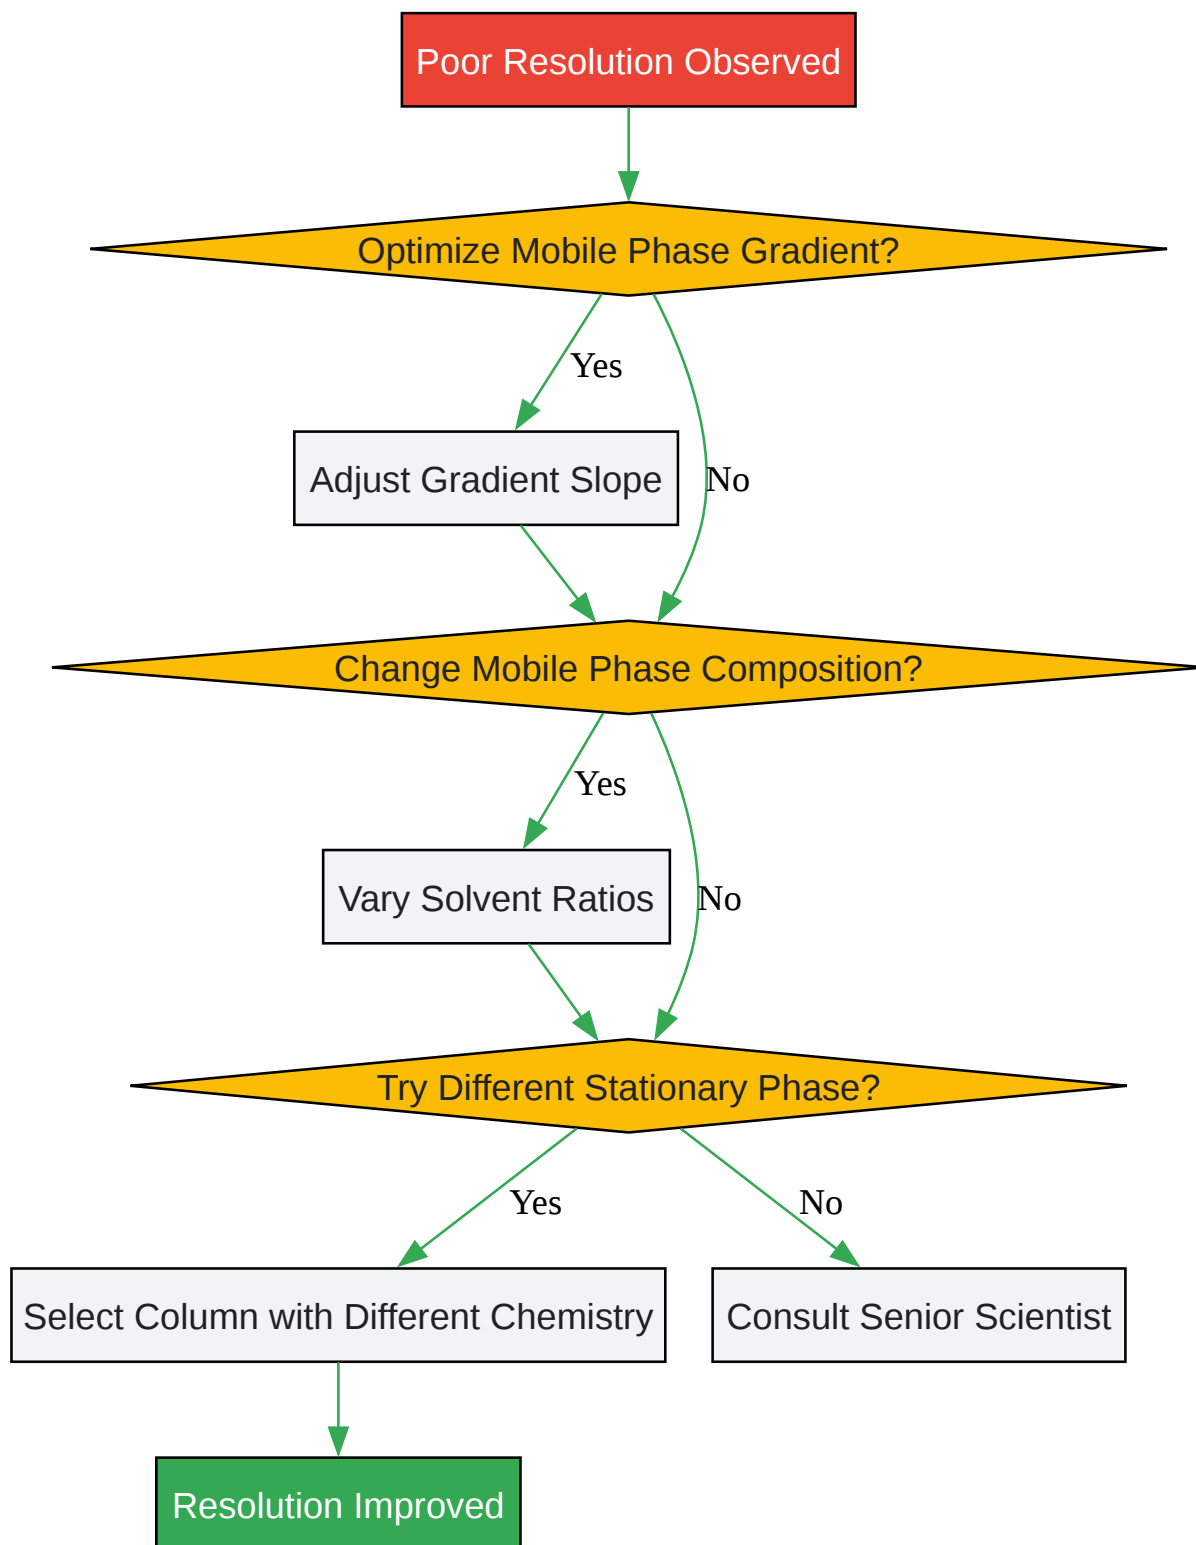 Poor Resolution Observed
Optimize Mobile Phase Gradient?
Yes
Adjust Gradient Slope
No
Change Mobile Phase Composition?
Yes
Vary Solvent Ratios
No
Try Different Stationary Phase?
Yes
No
Select Column with Different Chemistry
Consult Senior Scientist
Resolution Improved